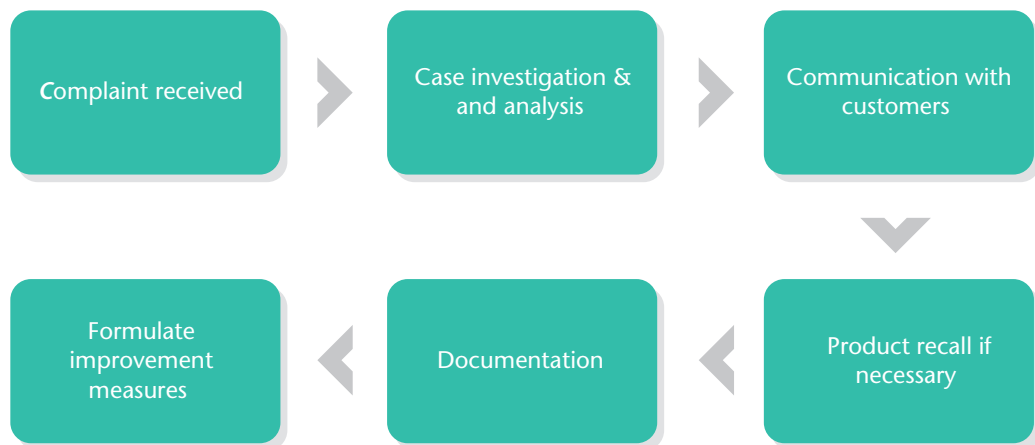 Complaint received
Case investigation &
and analysis
Communication with
customers
Product recall if
necessary
Documentation
Formulate
improvement
measures